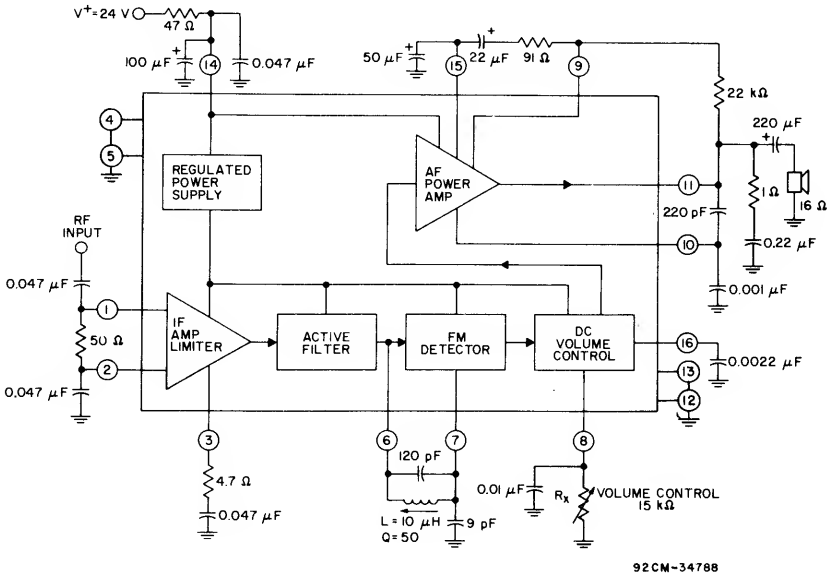 V⁺=24 V
47 Ω
100 µF
+
14
0.047 µF
50 µF
+
15
+
22 µF
91 Ω
9
22 kΩ
4
5
REGULATED
POWER
SUPPLY
AF
POWER
AMP
220 µF
+
11
1 Ω
16 Ω
220 pF
10
0.22 µF
0.001 µF
RF
INPUT
0.047 µF
1
50 Ω
2
0.047 µF
IF
AMP
LIMITER
ACTIVE
FILTER
FM
DETECTOR
DC
VOLUME
CONTROL
16
0.0022 µF
13
12
3
6
7
8
4.7 Ω
0.047 µF
120 pF
L = 10 µH
Q = 50
9 pF
0.01 µF
Rx
VOLUME CONTROL
15 kΩ
92CM-34788